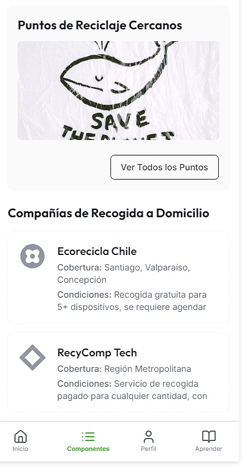 Puntos de Reciclaje Cercanos
SAVE
THE PLANET
Ver Todos los Puntos
Compañías de Recogida a Domicilio
Ecorecicla Chile
Cobertura: Santiago, Valparaíso,
Concepción
Condiciones: Recogida gratuita para
5+ dispositivos, se requiere agendar
RecyComp Tech
Cobertura: Región Metropolitana
Condiciones: Servicio de recogida
pagado para cualquier cantidad, con
Inicio
Componentes
Perfil
Aprender